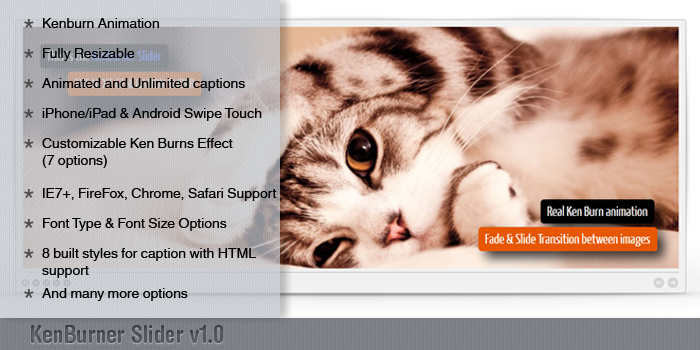 * Kenburn Animation
* Fully Resizable
* Animated and Unlimited captions
* iPhone/iPad & Android Swipe Touch
* Customizable Ken Burns Effect
(7 options)
* IE7+, FireFox, Chrome, Safari Support
* Font Type & Font Size Options
* 8 built styles for caption with HTML
support
* And many more options
Slider
Real Ken Burn animation
Fade & Slide Transition between images
KenBurner Slider v1.0